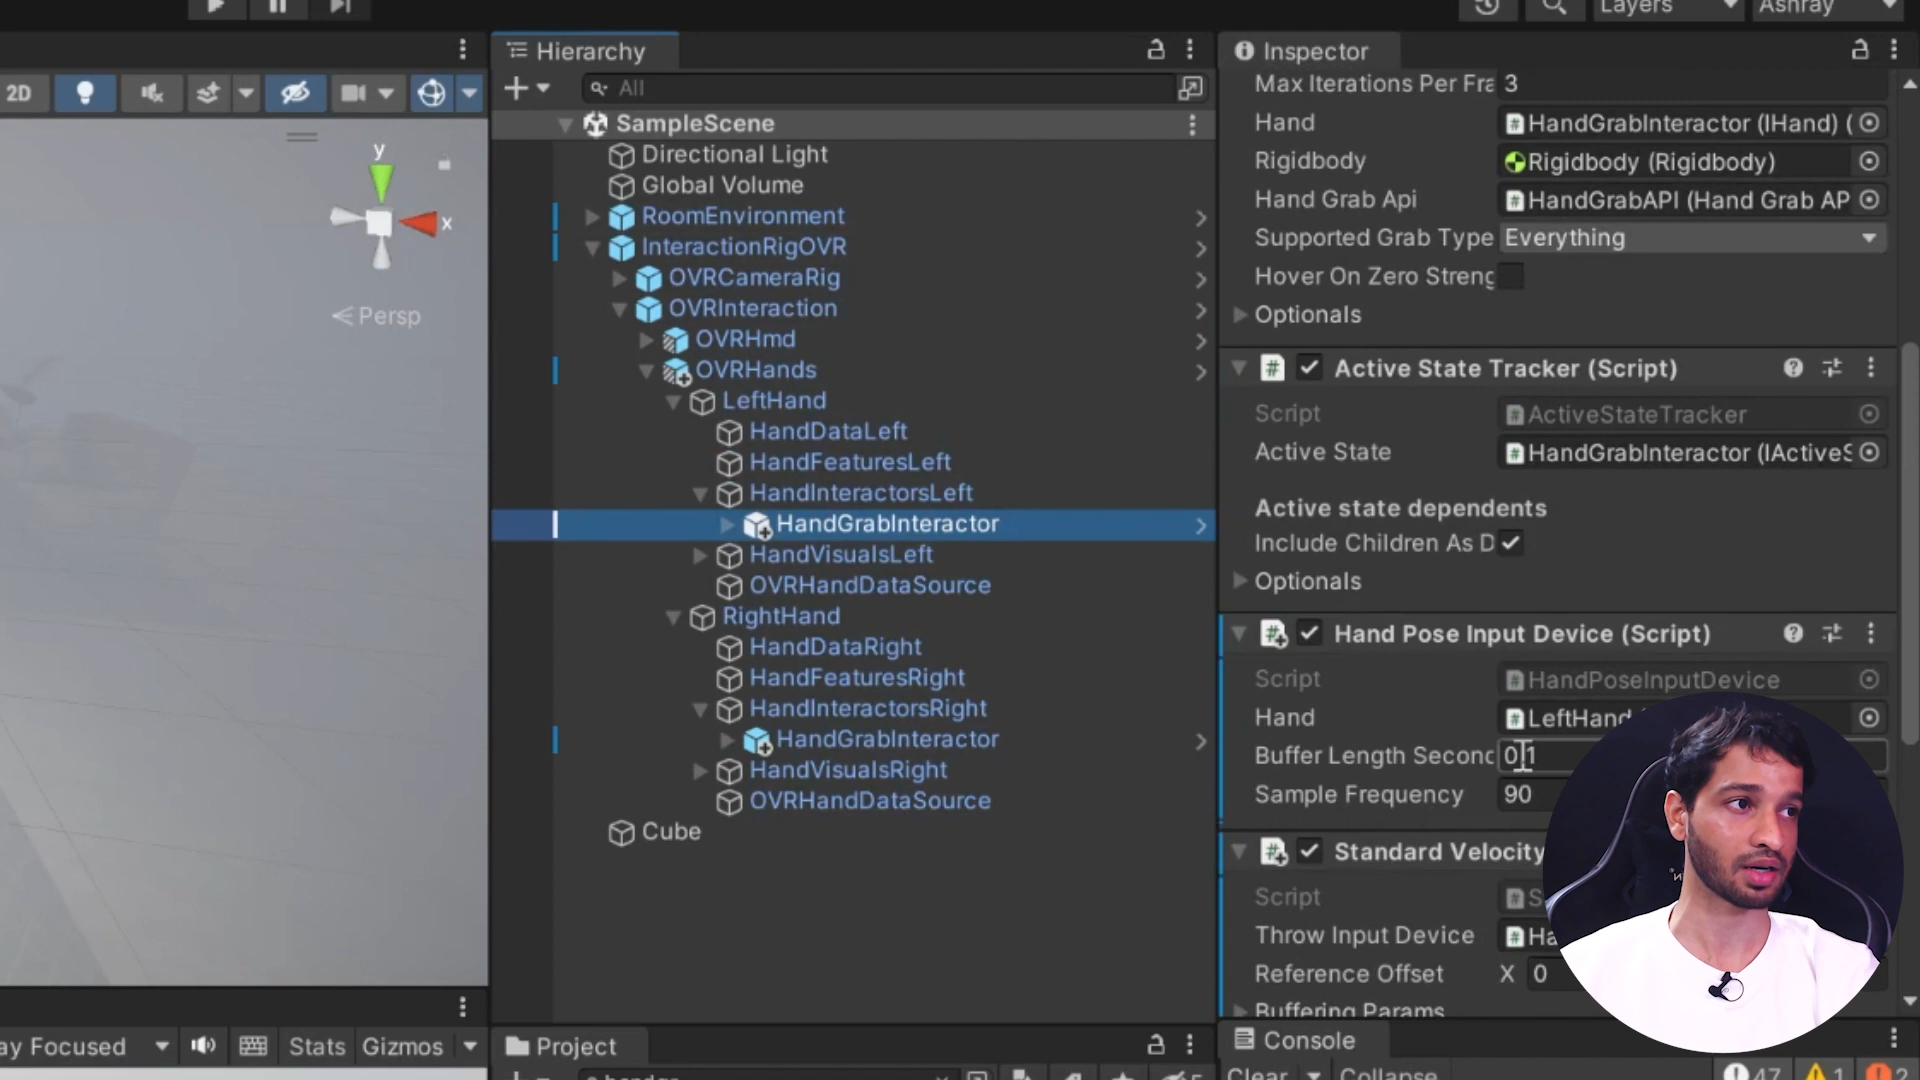 Layers
Ashray
2D
y
x
Persp
ay Focused
Stats
Gizmos
Hierarchy
All
SampleScene
Directional Light
Global Volume
RoomEnvironment
InteractionRigOVR
OVRCameraRig
OVRInteraction
OVRHmd
OVRHands
LeftHand
HandDataLeft
HandFeaturesLeft
HandInteractorsLeft
HandGrabInteractor
HandVisualsLeft
OVRHandDataSource
RightHand
HandDataRight
HandFeaturesRight
HandInteractorsRight
HandGrabInteractor
HandVisualsRight
OVRHandDataSource
Cube
Project
Inspector
Max Iterations Per Fra 3
Hand HandGrabInteractor (IHand) (
Rigidbody Rigidbody (Rigidbody)
Hand Grab Api HandGrabAPI (Hand Grab AP
Supported Grab Type Everything
Hover On Zero Streng
Optionals
Active State Tracker (Script)
Script ActiveStateTracker
Active State HandGrabInteractor (IActiveS
Active state dependents
Include Children As D
Optionals
Hand Pose Input Device (Script)
Script HandPoseInputDevice
Hand LeftHand
Buffer Length Second 0.1
Sample Frequency 90
Standard Velocity
Script S
Throw Input Device Ha
Reference Offset X 0
Buffering Params
Console
Clear
Collapse
47
1
2